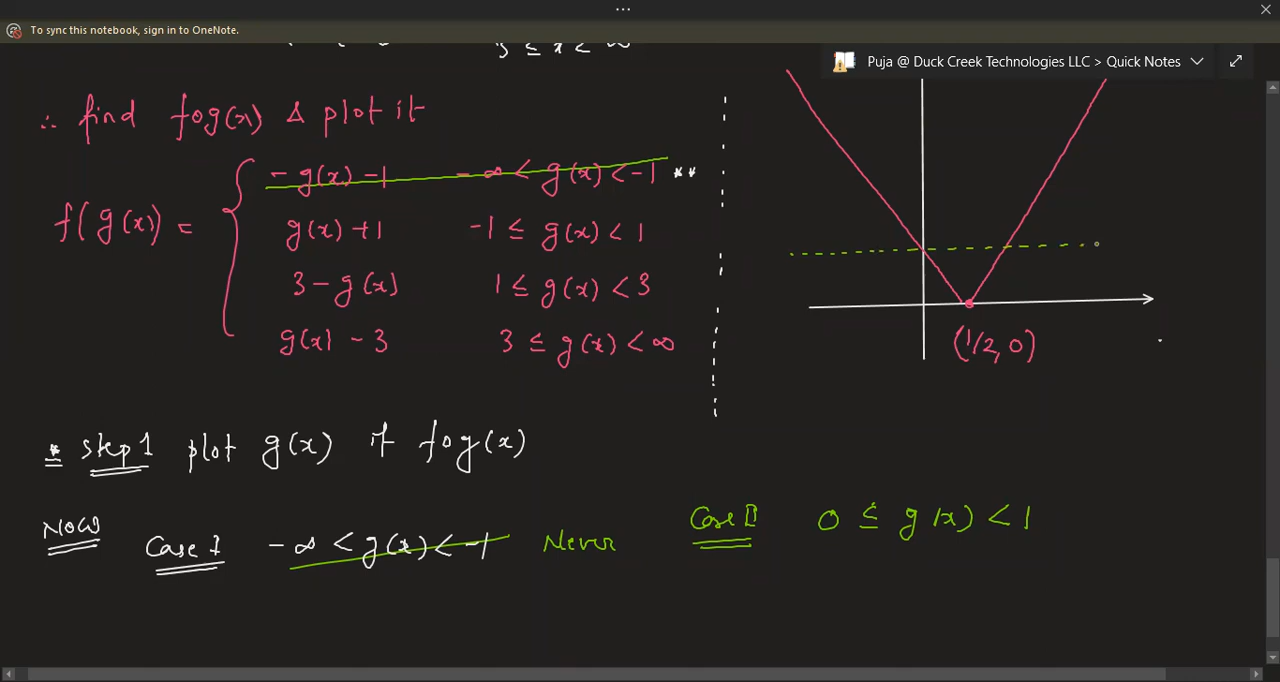 To sync this notebook, sign in to OneNote.
Puja @ Duck Creek Technologies LLC > Quick Notes
3 ≤ x < ∞
∴ find fog(x) & plot it
f(g(x)) =
- g(x) - 1    - ∞ < g(x) < -1 **
g(x) + 1    -1 ≤ g(x) < 1
3 - g(x)    1 ≤ g(x) < 3
g(x) - 3    3 ≤ g(x) < ∞
(1/2, 0)
* step 1 plot g(x) if fog(x)
Now Case I - ∞ < g(x) < -1 Never
Case II 0 ≤ g(x) < 1